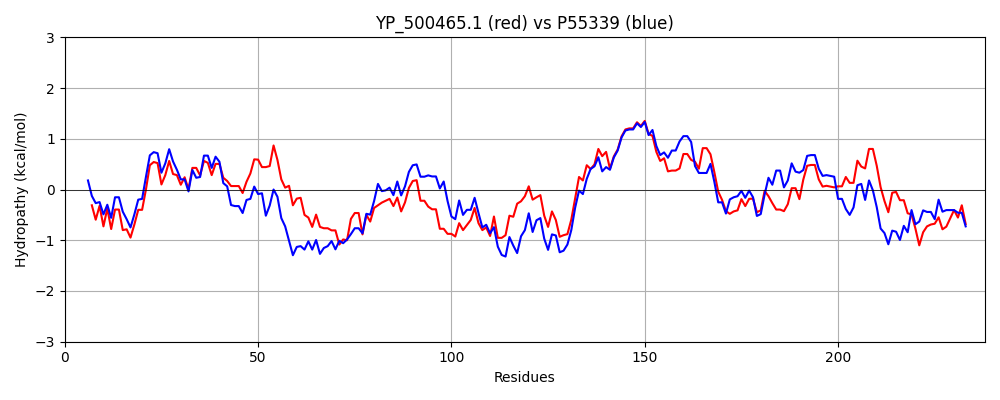 YP_500465.1 (red) vs P55339 (blue)
Hydropathy (kcal/mol)
3
2
1
0
−1
−2
−3
0 50 100 150 200
Residues